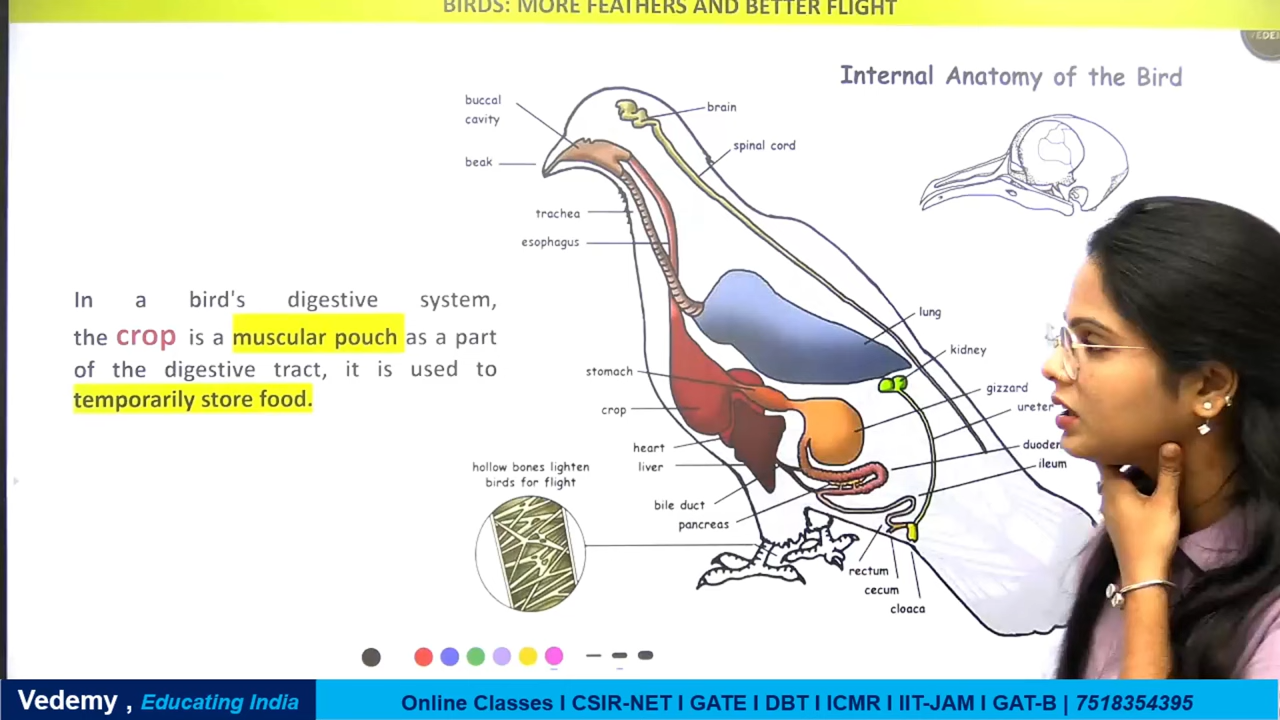 BIRDS: MORE FEATHERS AND BETTER FLIGHT
Internal Anatomy of the Bird
In a bird's digestive system,
the crop is a muscular pouch as a part
of the digestive tract, it is used to
temporarily store food.
buccal
cavity
beak
brain
spinal cord
trachea
esophagus
lung
kidney
stomach
gizzard
crop
ureter
heart
liver
ileum
hollow bones lighten
birds for flight
bile duct
pancreas
rectum
cecum
cloaca
Vedemy , Educating India
Online Classes I CSIR-NET I GATE I DBT I ICMR I IIT-JAM I GAT-B | 7518354395